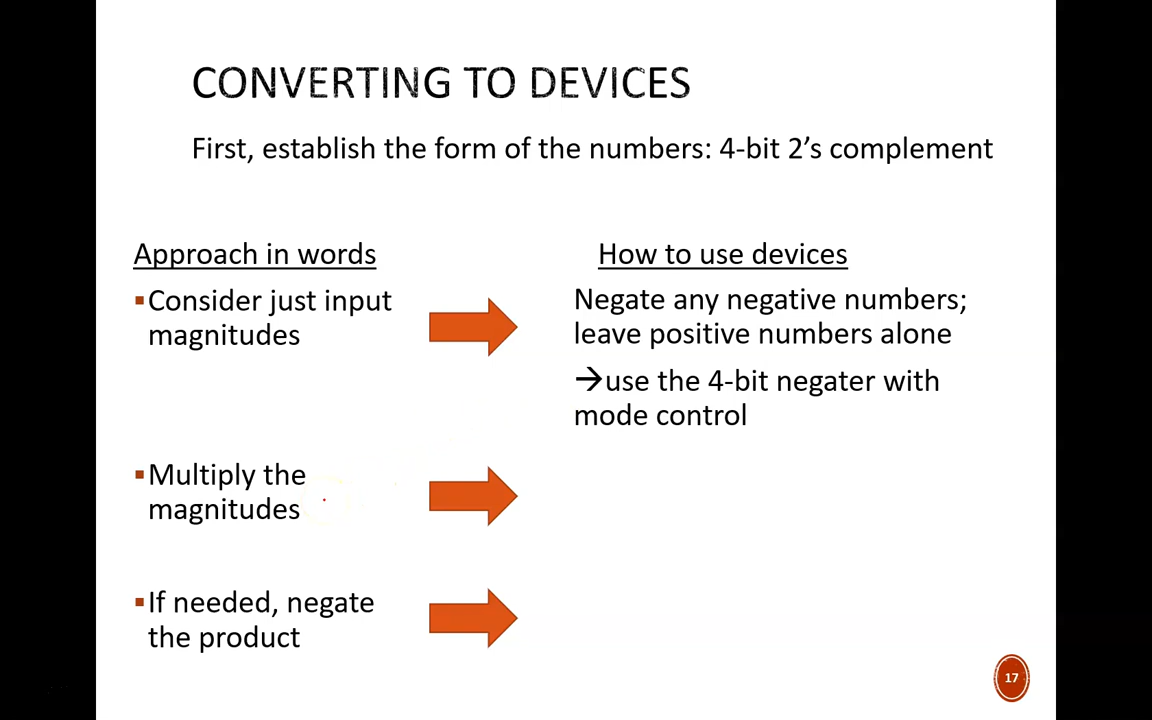 CONVERTING TO DEVICES
First, establish the form of the numbers: 4-bit 2’s complement
Approach in words
▪Consider just input
magnitudes
▪Multiply the
magnitudes
▪If needed, negate
the product
How to use devices
Negate any negative numbers;
leave positive numbers alone
→use the 4-bit negater with
mode control
17